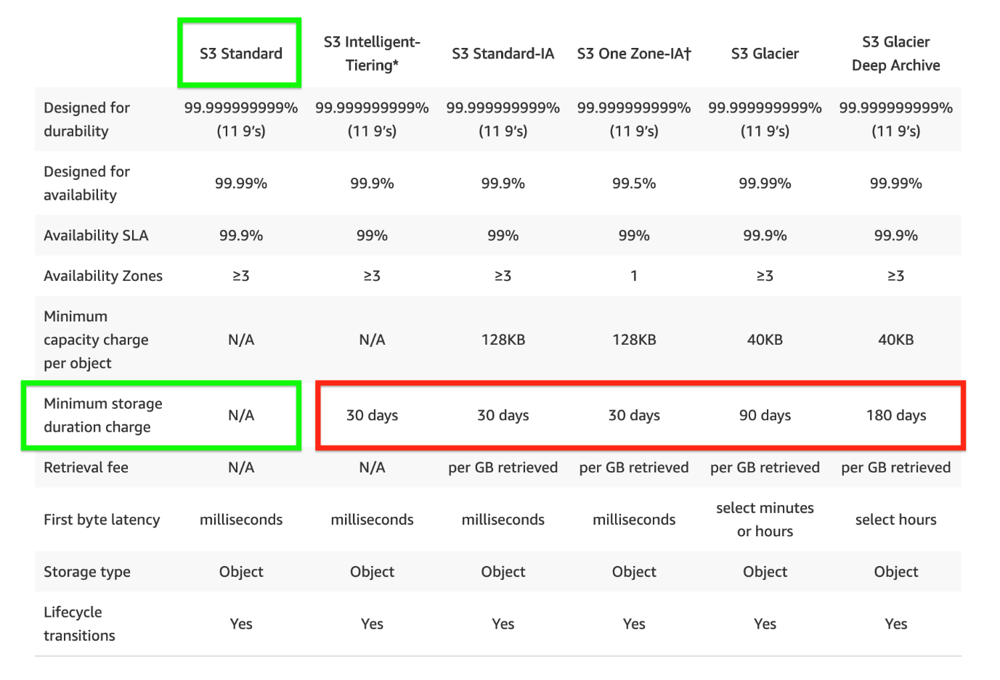 S3 Standard
S3 Intelligent-
Tiering*
S3 Standard-IA
S3 One Zone-IA†
S3 Glacier
S3 Glacier
Deep Archive
Designed for
durability
99.999999999%
(11 9's)
99.999999999%
(11 9's)
99.999999999%
(11 9's)
99.999999999%
(11 9's)
99.999999999%
(11 9's)
99.999999999%
(11 9's)
Designed for
availability
99.99%
99.9%
99.9%
99.5%
99.99%
99.99%
Availability SLA
99.9%
99%
99%
99%
99.9%
99.9%
Availability Zones
≥3
≥3
≥3
1
≥3
≥3
Minimum
capacity charge
per object
N/A
N/A
128KB
128KB
40KB
40KB
Minimum storage
duration charge
N/A
30 days
30 days
30 days
90 days
180 days
Retrieval fee
N/A
N/A
per GB retrieved
per GB retrieved
per GB retrieved
per GB retrieved
First byte latency
milliseconds
milliseconds
milliseconds
milliseconds
select minutes
or hours
select hours
Storage type
Object
Object
Object
Object
Object
Object
Lifecycle
transitions
Yes
Yes
Yes
Yes
Yes
Yes